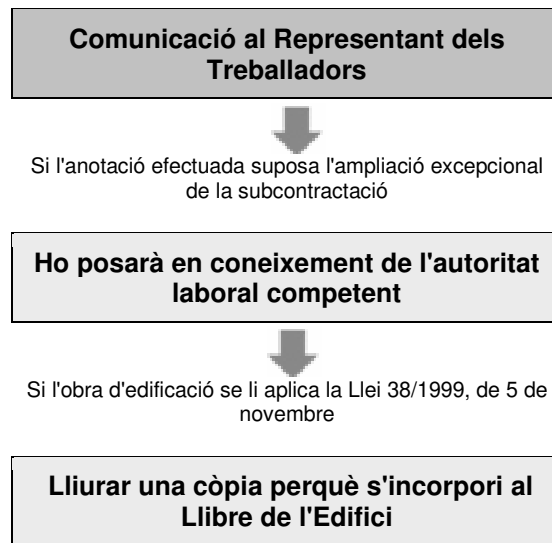 Comunicació al Representant dels
Treballadors
Si l'anotació efectuada suposa l'ampliació excepcional
de la subcontractació
Ho posarà en coneixement de l'autoritat
laboral competent
Si l'obra d'edificació se li aplica la Llei 38/1999, de 5 de
novembre
Lliurar una còpia perquè s'incorpori al
Llibre de l'Edifici